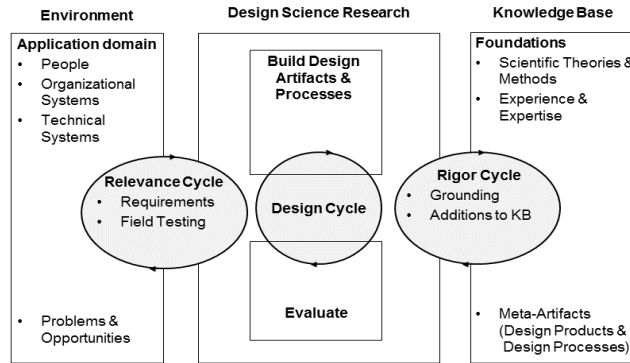 Environment
Design Science Research
Knowledge Base
Application domain
• People
• Organizational
Systems
• Technical
Systems
• Problems &
Opportunities
Relevance Cycle
• Requirements
• Field Testing
Build Design
Artifacts &
Processes
Design Cycle
Evaluate
Rigor Cycle
• Grounding
• Additions to KB
Foundations
• Scientific Theories &
Methods
• Experience &
Expertise
• Meta-Artifacts
(Design Products &
Design Processes)